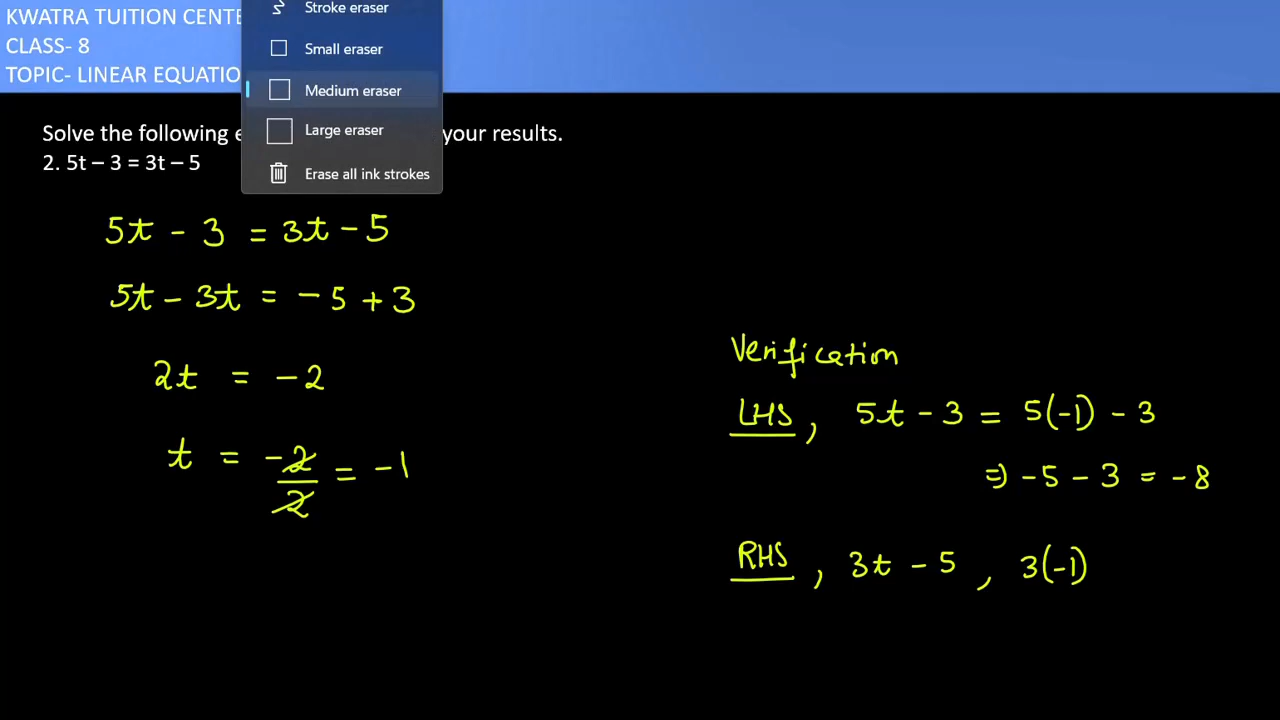 KWATRA TUITION CENTE
CLASS- 8
TOPIC- LINEAR EQUATIO
Stroke eraser
Small eraser
Medium eraser
Large eraser
Erase all ink strokes
Solve the following e your results.
2. 5t – 3 = 3t – 5
5t - 3 = 3t - 5
5t - 3t = -5 + 3
2t = -2
t = -2/2 = -1
Verification
LHS, 5t - 3 = 5(-1) - 3
⇒ -5 - 3 = -8
RHS, 3t - 5, 3(-1)